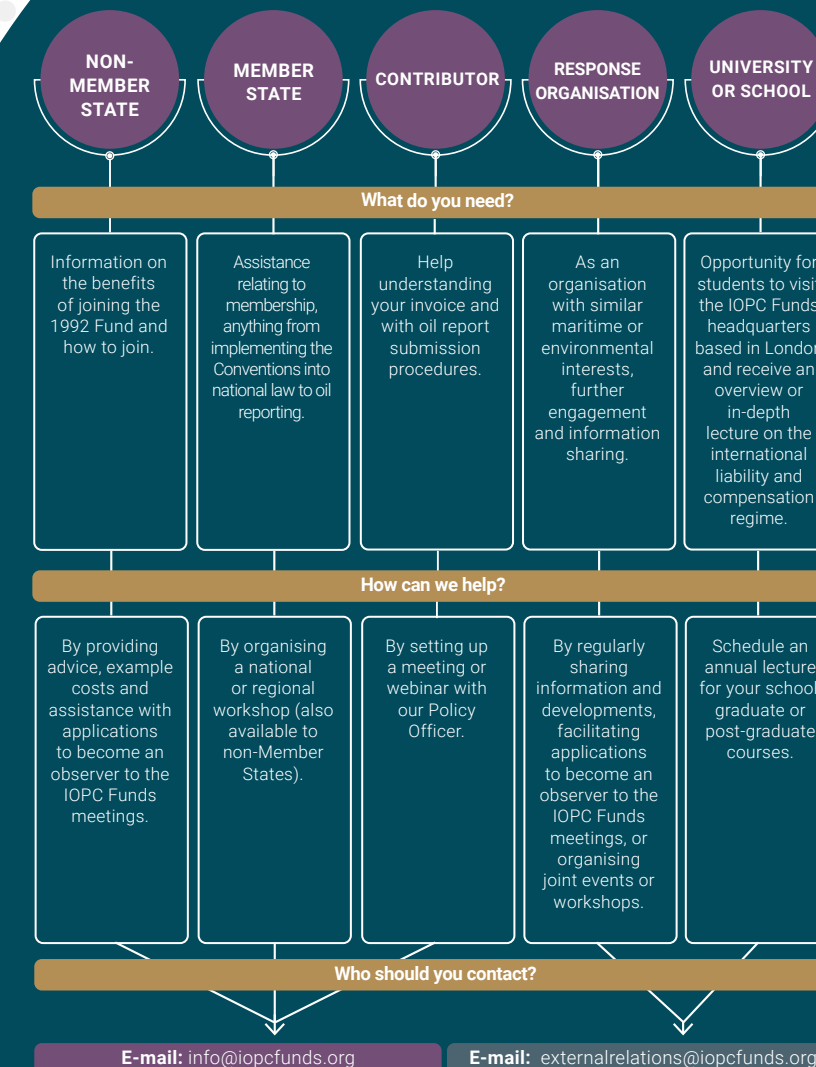 NON-
MEMBER
STATE
MEMBER
STATE
CONTRIBUTOR
RESPONSE
ORGANISATION
UNIVERSITY
OR SCHOOL
What do you need?
Information on
the benefits
of joining the
1992 Fund and
how to join.
Assistance
relating to
membership,
anything from
implementing the
Conventions into
national law to oil
reporting.
Help
understanding
your invoice and
with oil report
submission
procedures.
As an
organisation
with similar
maritime or
environmental
interests,
further
engagement
and information
sharing.
Opportunity for
students to visit
the IOPC Funds
headquarters
based in London
and receive an
overview or
in-depth
lecture on the
international
liability and
compensation
regime.
How can we help?
By providing
advice, example
costs and
assistance with
applications
to become an
observer to the
IOPC Funds
meetings.
By organising
a national
or regional
workshop (also
available to
non-Member
States).
By setting up
a meeting or
webinar with
our Policy
Officer.
By regularly
sharing
information and
developments,
facilitating
applications
to become an
observer to the
IOPC Funds
meetings, or
organising
joint events or
workshops.
Schedule an
annual lecture
for your school
graduate or
post-graduate
courses.
Who should you contact?
E-mail: info@iopcfunds.org
E-mail: externalrelations@iopcfunds.org